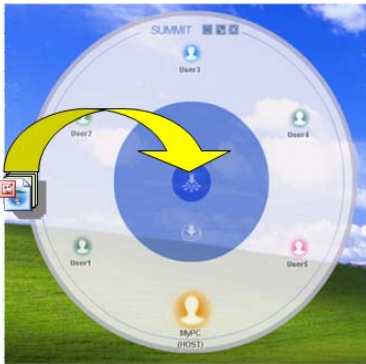 SUMMIT
User3
User2
User4
User1
User5
MyPC
(HOST)